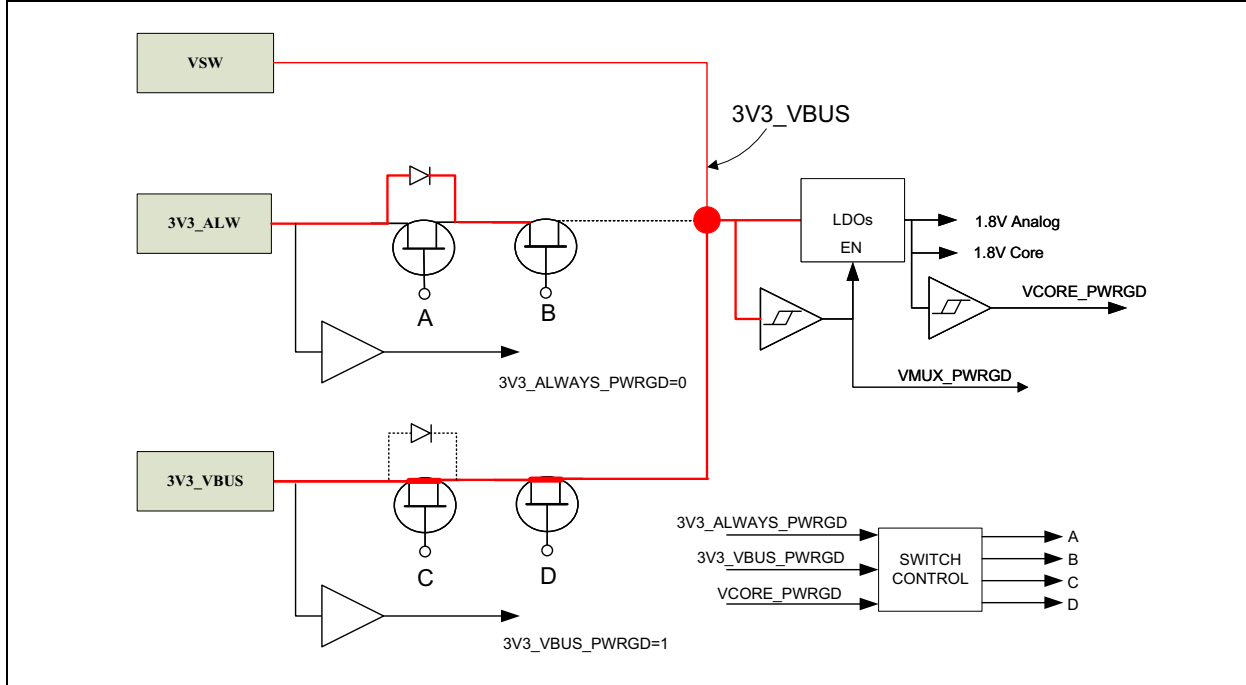 VSW
3V3_VBUS
3V3_ALW
A
B
LDOs
EN
1.8V Analog
1.8V Core
VCORE_PWRGD
VMUX_PWRGD
3V3_ALWAYS_PWRGD=0
3V3_VBUS
C
D
3V3_VBUS_PWRGD=1
3V3_ALWAYS_PWRGD
3V3_VBUS_PWRGD
VCORE_PWRGD
SWITCH
CONTROL
A
B
C
D